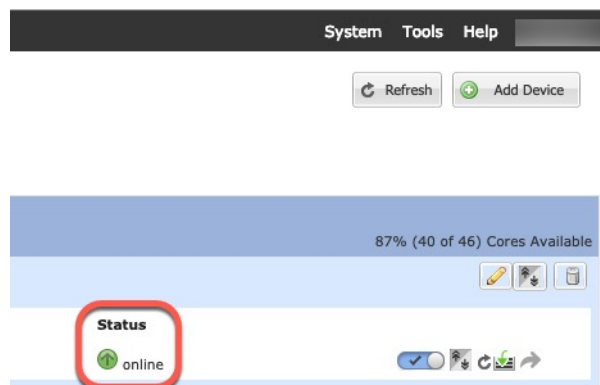 System Tools Help
Refresh Add Device
87% (40 of 46) Cores Available
Status
online